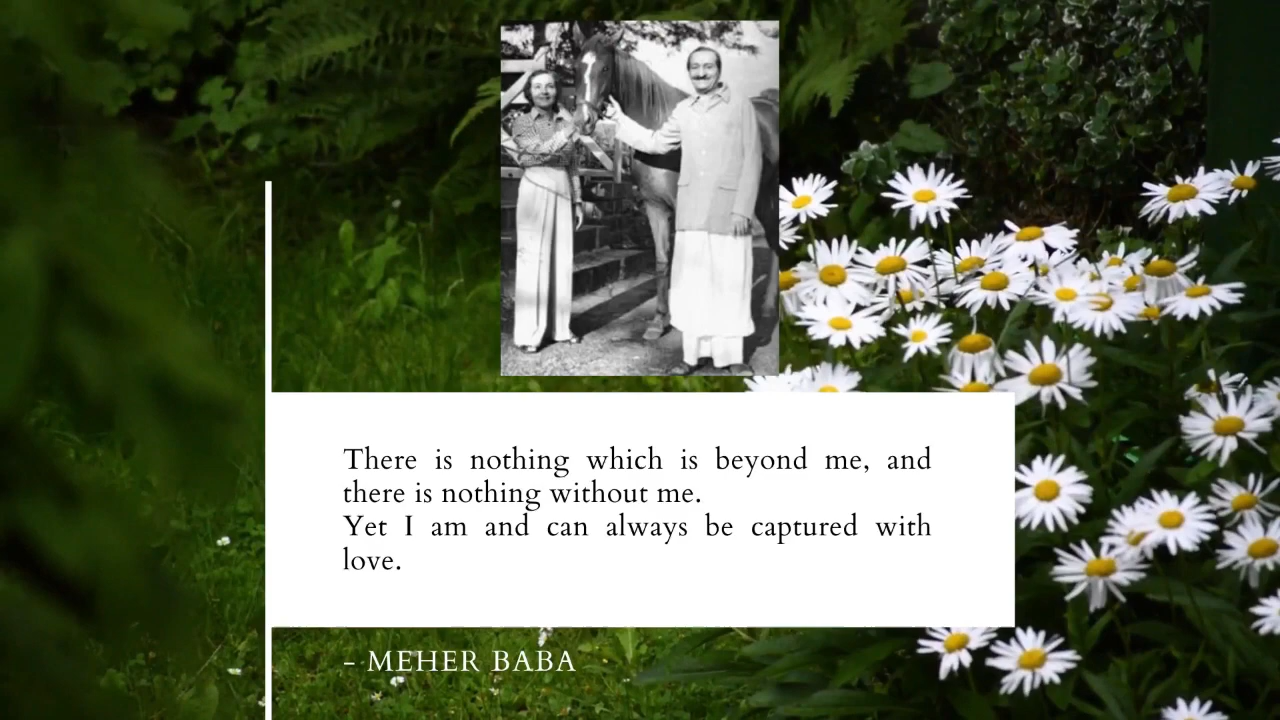 There is nothing which is beyond me, and
there is nothing without me.
Yet I am and can always be captured with
love.
- MEHER BABA